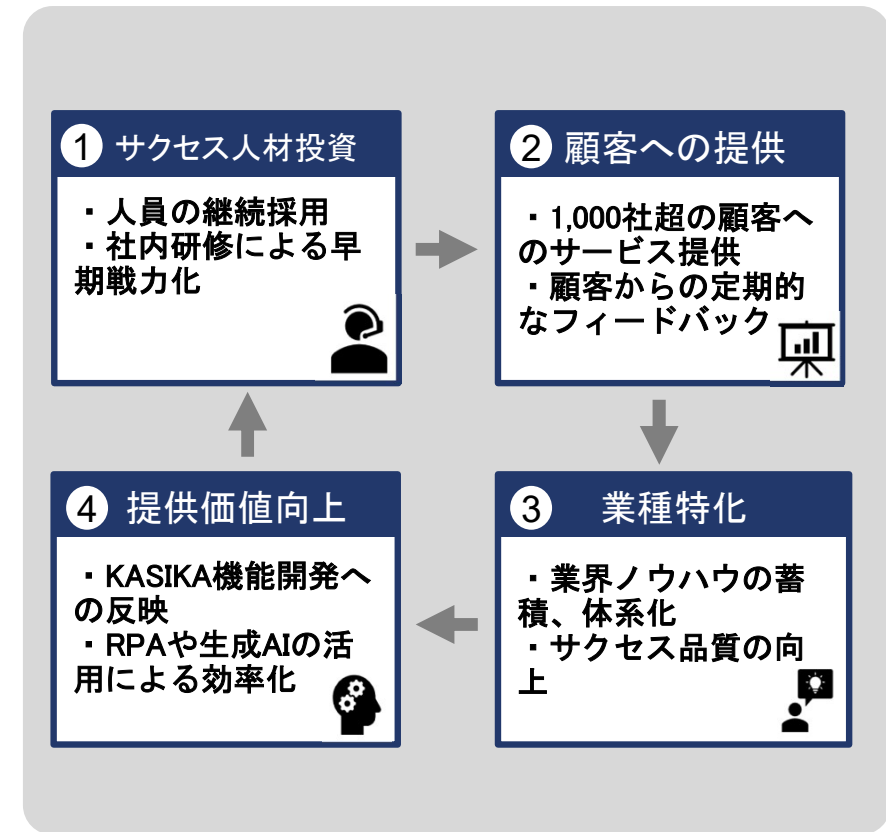 ① サクセス人材投資
・人員の継続採用
・社内研修による早
期戦力化
② 顧客への提供
・1,000社超の顧客へ
のサービス提供
・顧客からの定期的
なフィードバック
③ 業種特化
・業界ノウハウの蓄
積、体系化
・サクセス品質の向
上
④ 提供価値向上
・KASIKA機能開発へ
の反映
・RPAや生成AIの活
用による効率化